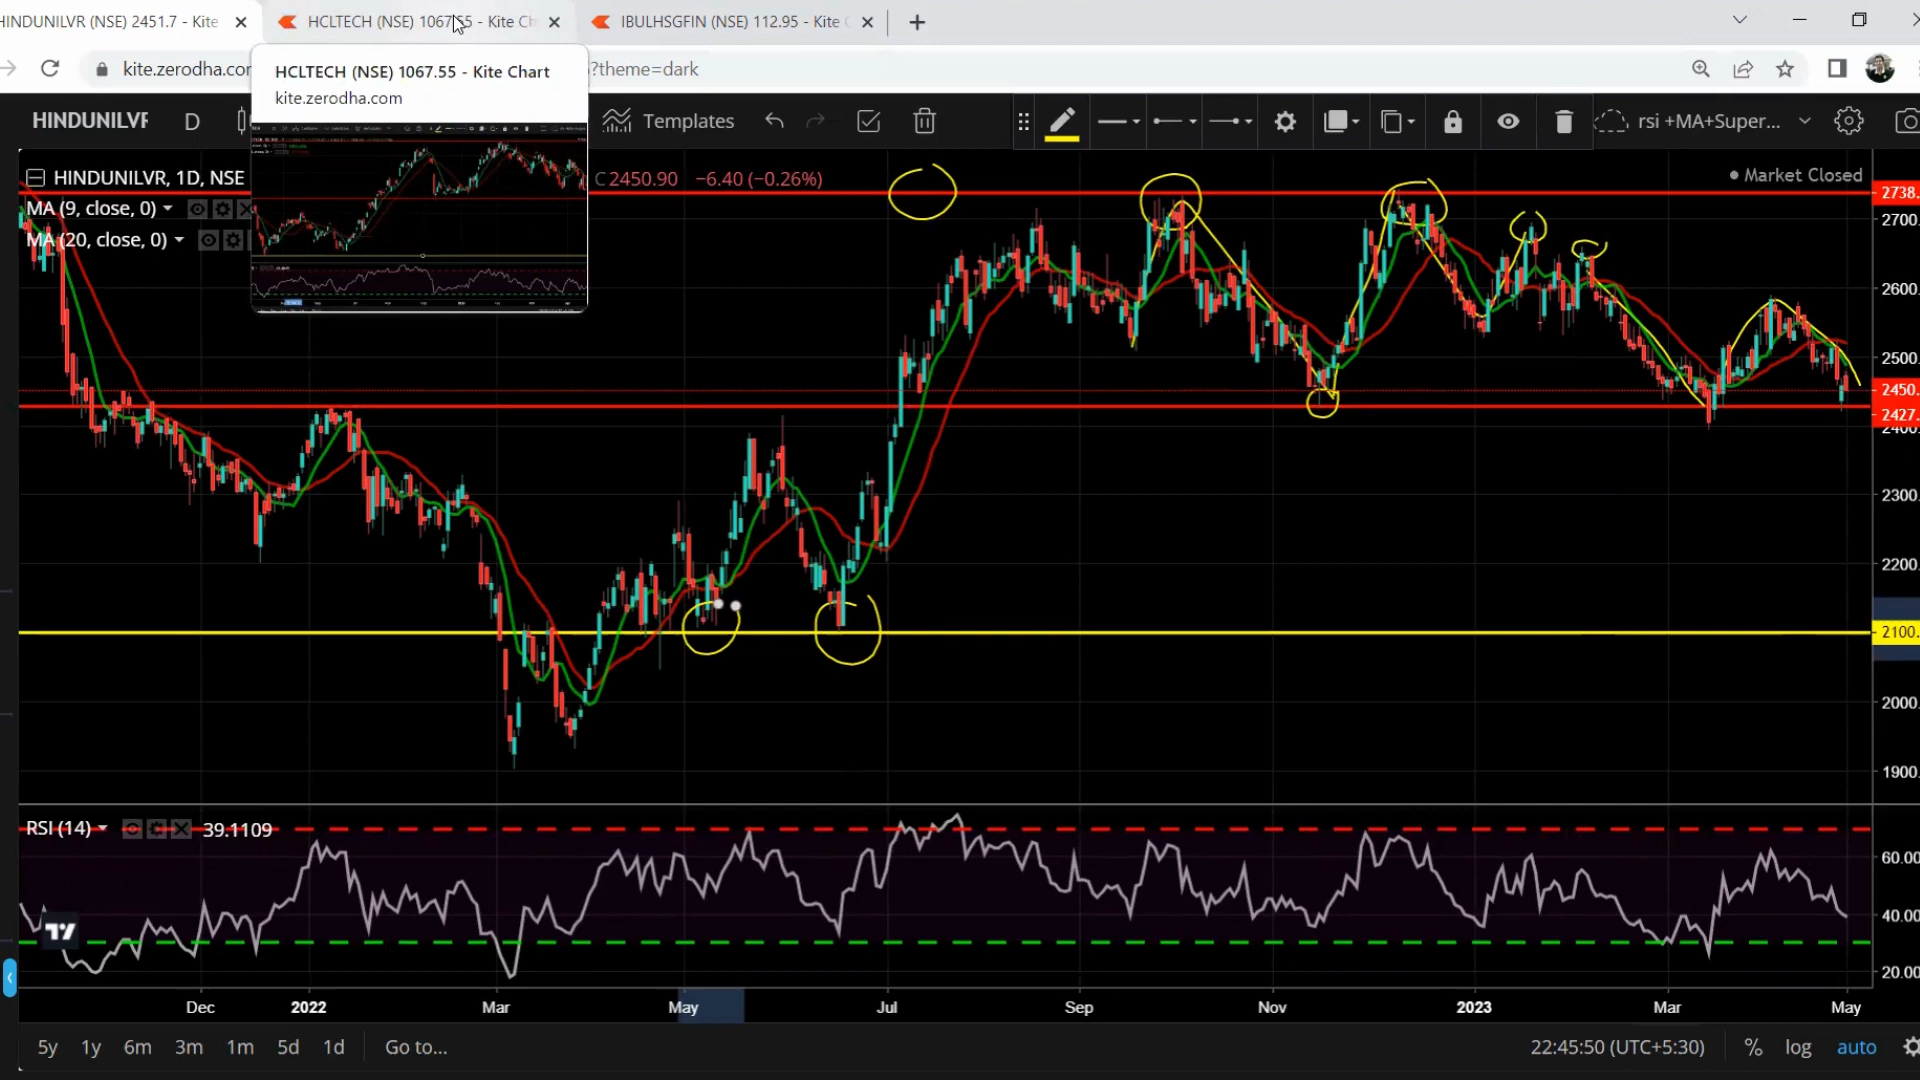 HINDUNILVR (NSE) 2451.7 - Kite
HCLTECH (NSE) 1067.55 - Kite Ch
IBULHSGFIN (NSE) 112.95 - Kite C
kite.zerodha.cor
?theme=dark
HCLTECH (NSE) 1067.55 - Kite Chart
kite.zerodha.com
HINDUNILVF
D
Templates
rsi +MA+Super...
HINDUNILVR, 1D, NSE
C 2450.90 −6.40 (−0.26%)
Market Closed
MA (9, close, 0)
MA (20, close, 0)
2738.
2700.
2600.
2500.
2450.
2427.
2400.
2300.
2200.
2100.
2000.
1900.
RSI (14)
39.1109
60.00
40.00
20.00
Dec 2022 Mar May Jul Sep Nov 2023 Mar May
5y 1y 6m 3m 1m 5d 1d Go to...
22:45:50 (UTC+5:30) % log auto